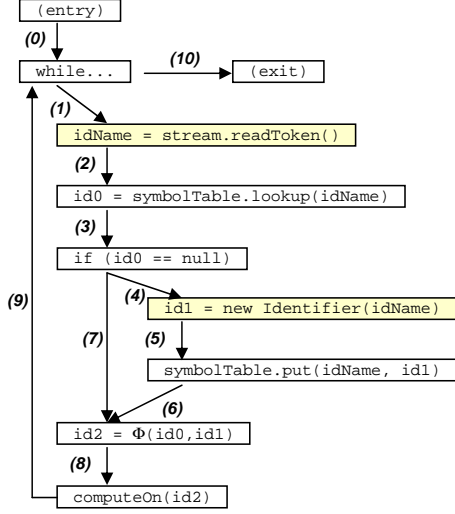 (entry)
(0)
while...
(10)
(exit)
(1)
idName = stream.readToken()
(2)
id0 = symbolTable.lookup(idName)
(3)
if (id0 == null)
(4)
id1 = new Identifier(idName)
(9)
(7)
(5)
symbolTable.put(idName, id1)
(6)
id2 = Φ(id0,id1)
(8)
computeOn(id2)